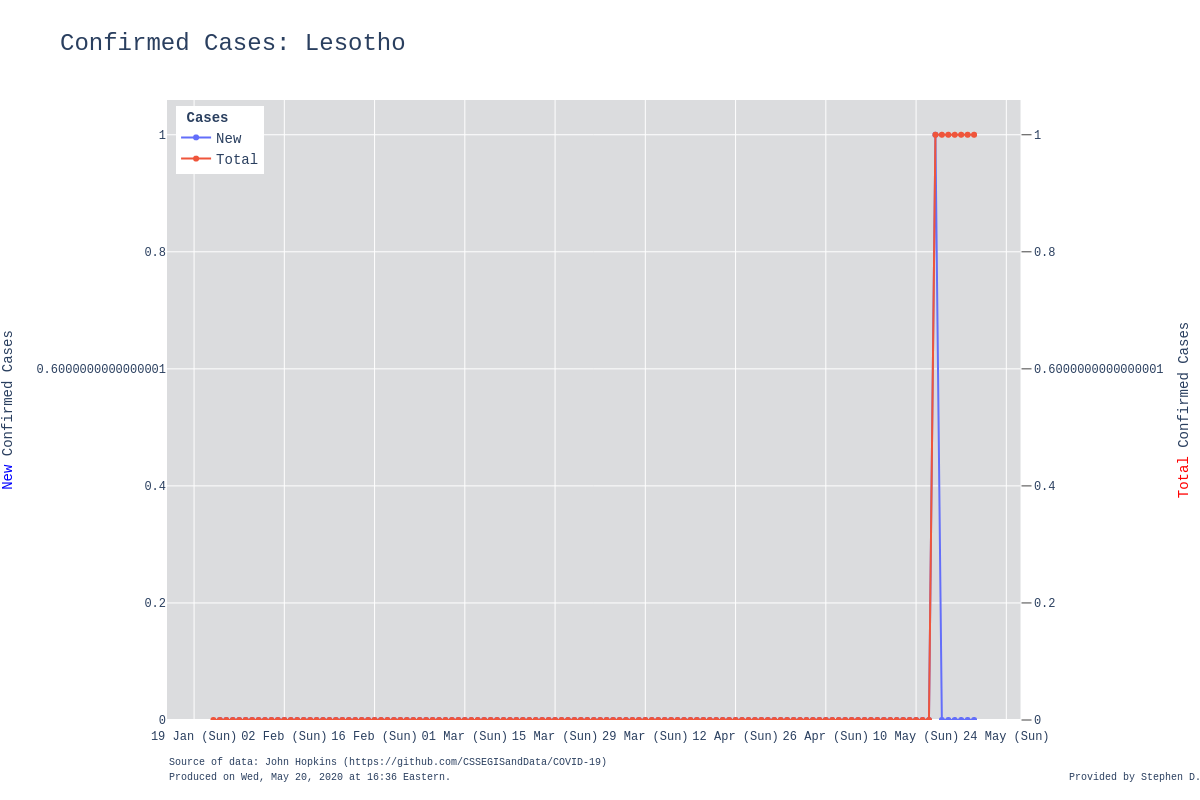 Confirmed Cases: Lesotho
Cases
New
Total
1
0.8
0.6000000000000001
0.4
0.2
0
1
0.8
0.6000000000000001
0.4
0.2
0
New Confirmed Cases
Total Confirmed Cases
19 Jan (Sun) 02 Feb (Sun) 16 Feb (Sun) 01 Mar (Sun) 15 Mar (Sun) 29 Mar (Sun) 12 Apr (Sun) 26 Apr (Sun) 10 May (Sun) 24 May (Sun)
Source of data: John Hopkins (https://github.com/CSSEGISandData/COVID-19)
Produced on Wed, May 20, 2020 at 16:36 Eastern.
Provided by Stephen D.